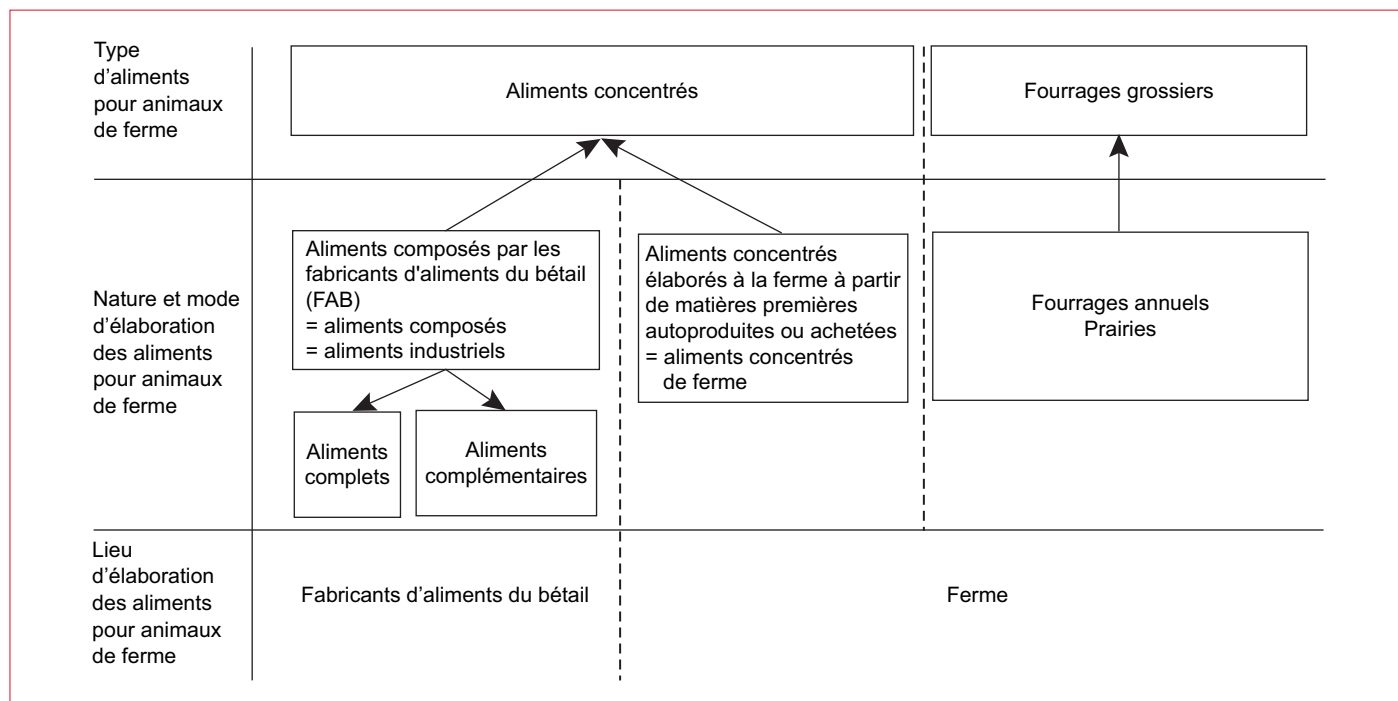 Type
d'aliments
pour animaux
de ferme
Aliments concentrés
Fourrages grossiers
Nature et mode
d'élaboration
des aliments
pour animaux
de ferme
Aliments composés par les
fabricants d'aliments du bétail
(FAB)
= aliments composés
= aliments industriels
Aliments
complets
Aliments
complémentaires
Aliments concentrés
élaborés à la ferme à partir
de matières premières
autoproduites ou achetées
= aliments concentrés
de ferme
Fourrages annuels
Prairies
Lieu
d'élaboration
des aliments
pour animaux
de ferme
Fabricants d'aliments du bétail
Ferme